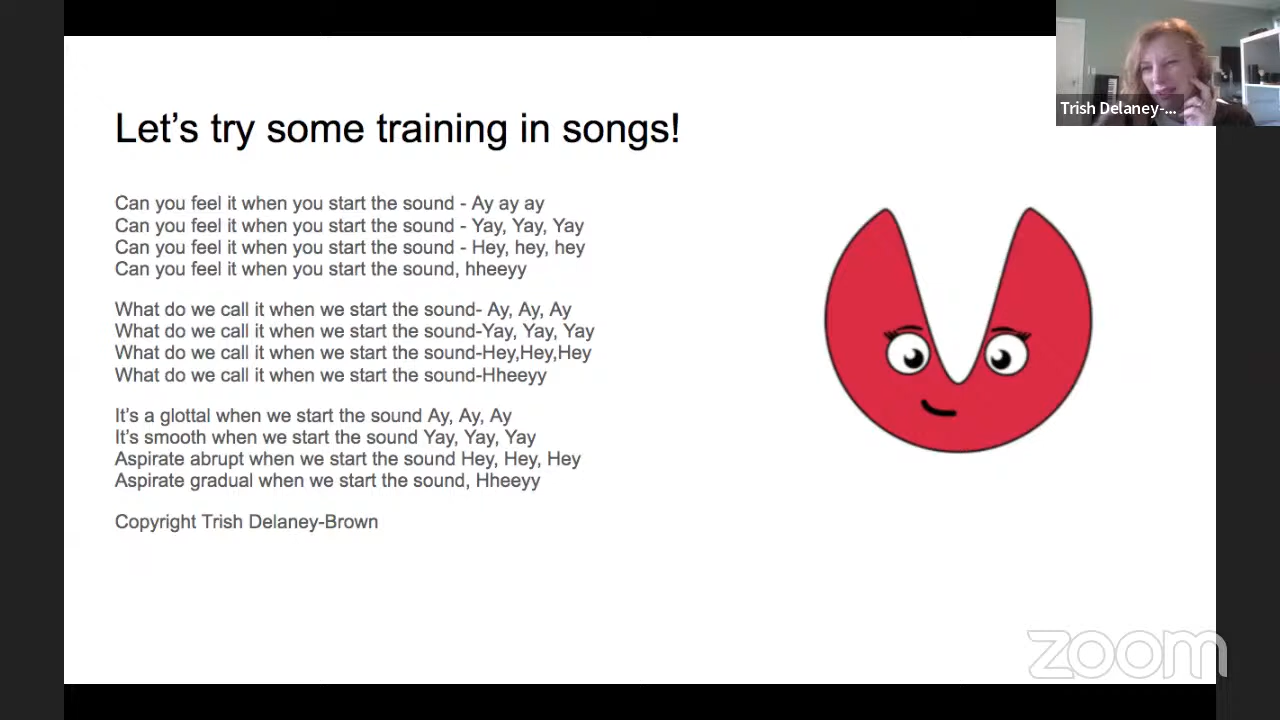 Let's try some training in songs!
Can you feel it when you start the sound - Ay ay ay
Can you feel it when you start the sound - Yay, Yay, Yay
Can you feel it when you start the sound - Hey, hey, hey
Can you feel it when you start the sound, hheeyy
What do we call it when we start the sound- Ay, Ay, Ay
What do we call it when we start the sound-Yay, Yay, Yay
What do we call it when we start the sound-Hey,Hey,Hey
What do we call it when we start the sound-Hheeyy
It's a glottal when we start the sound Ay, Ay, Ay
It's smooth when we start the sound Yay, Yay, Yay
Aspirate abrupt when we start the sound Hey, Hey, Hey
Aspirate gradual when we start the sound, Hheeyy
Copyright Trish Delaney-Brown
Trish Delaney-...
zoom